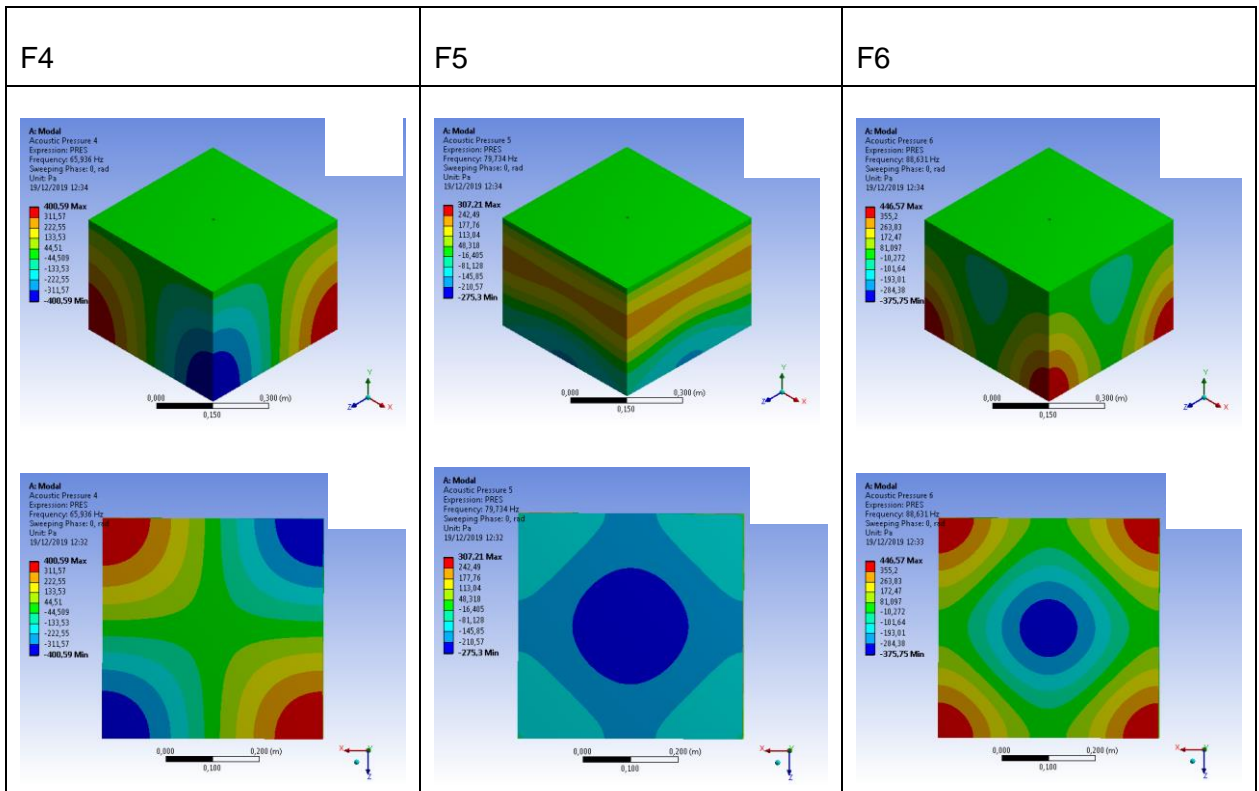 F4
F5
F6
A: Modal
Acoustic Pressure 4
Expression: PRES
Frequency: 65,936 Hz
Sweeping Phase: 0, rad
Unit: Pa
19/12/2019 12:34
400,59 Max
311,57
222,55
133,53
44,51
-44,509
-133,53
-222,55
-311,57
-400,59 Min
0,000
0,300 (m)
0,150
Y
Z
X
A: Modal
Acoustic Pressure 5
Expression: PRES
Frequency: 79,734 Hz
Sweeping Phase: 0, rad
Unit: Pa
19/12/2019 12:34
307,21 Max
242,49
177,76
113,04
48,318
-16,405
-81,128
-145,85
-210,57
-275,3 Min
0,000
0,300 (m)
0,150
Y
Z
X
A: Modal
Acoustic Pressure 6
Expression: PRES
Frequency: 88,631 Hz
Sweeping Phase: 0, rad
Unit: Pa
19/12/2019 12:34
446,57 Max
355,2
263,83
172,47
81,097
-10,272
-101,64
-193,01
-284,38
-375,75 Min
0,000
0,300 (m)
0,150
Y
Z
X
A: Modal
Acoustic Pressure 4
Expression: PRES
Frequency: 65,936 Hz
Sweeping Phase: 0, rad
Unit: Pa
19/12/2019 12:32
400,59 Max
311,57
222,55
133,53
44,51
-44,509
-133,53
-222,55
-311,57
-400,59 Min
0,000
0,200 (m)
0,100
X
Y
Z
A: Modal
Acoustic Pressure 5
Expression: PRES
Frequency: 79,734 Hz
Sweeping Phase: 0, rad
Unit: Pa
19/12/2019 12:32
307,21 Max
242,49
177,76
113,04
48,318
-16,405
-81,128
-145,85
-210,57
-275,3 Min
0,000
0,200 (m)
0,100
X
Y
Z
A: Modal
Acoustic Pressure 6
Expression: PRES
Frequency: 88,631 Hz
Sweeping Phase: 0, rad
Unit: Pa
19/12/2019 12:33
446,57 Max
355,2
263,83
172,47
81,097
-10,272
-101,64
-193,01
-284,38
-375,75 Min
0,000
0,200 (m)
0,100
X
Y
Z